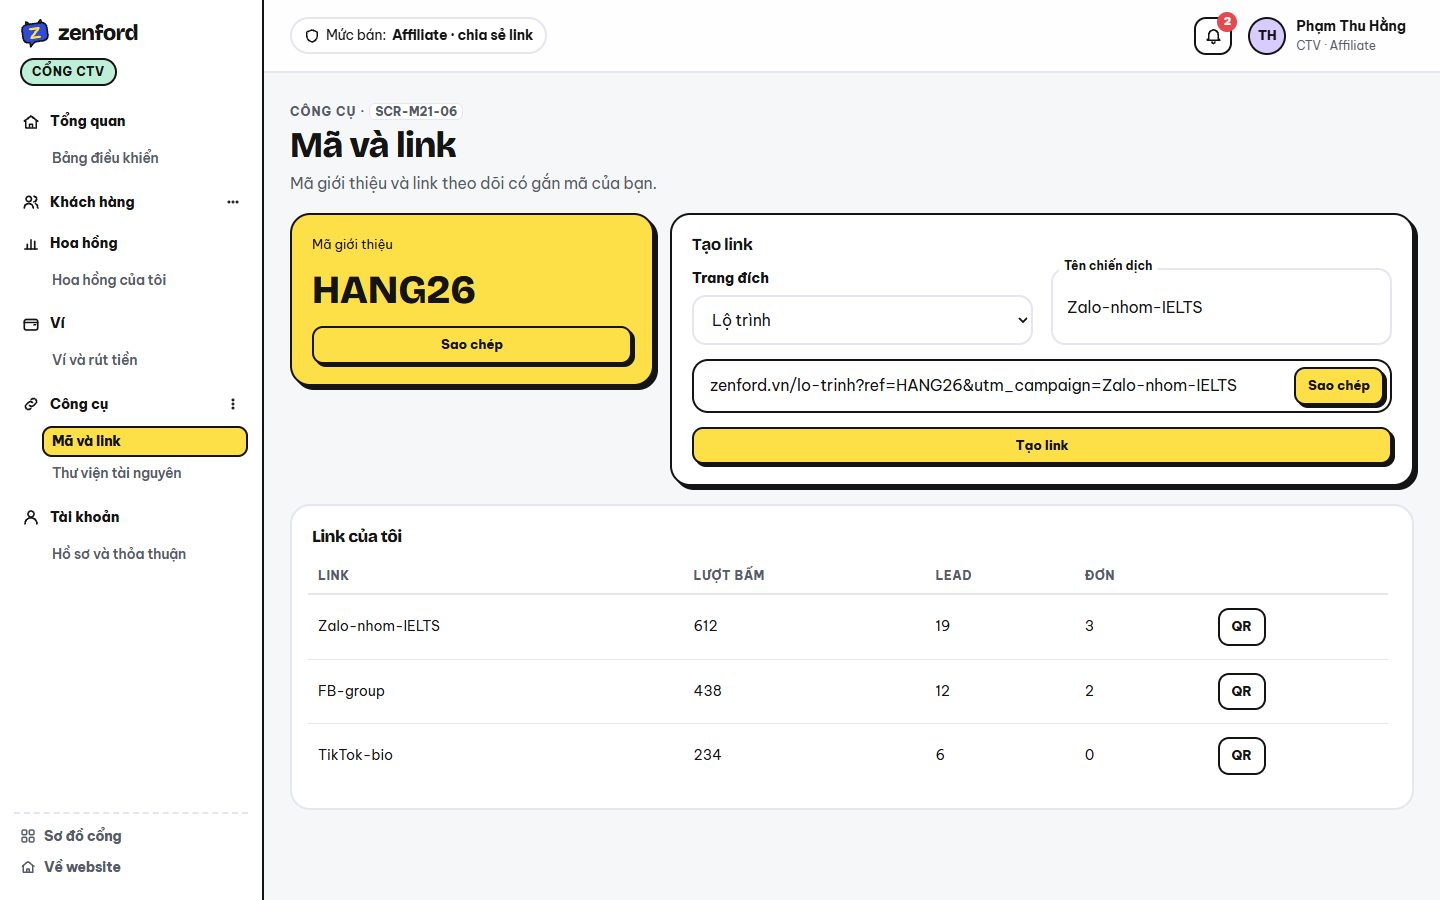 zenford
CỔNG CTV
Tổng quan
Bảng điều khiển
Khách hàng
Hoa hồng
Hoa hồng của tôi
Ví
Ví và rút tiền
Công cụ
Mã và link
Thư viện tài nguyên
Tài khoản
Hồ sơ và thỏa thuận
Sơ đồ cổng
Về website
Mức bán: Affiliate · chia sẻ link
2
TH
Phạm Thu Hằng
CTV · Affiliate
CÔNG CỤ · SCR-M21-06
Mã và link
Mã giới thiệu và link theo dõi có gắn mã của bạn.
Mã giới thiệu
HANG26
Sao chép
Tạo link
Trang đích
Lộ trình
Tên chiến dịch
Zalo-nhom-IELTS
zenford.vn/lo-trinh?ref=HANG26&utm_campaign=Zalo-nhom-IELTS
Sao chép
Tạo link
Link của tôi
LINK LƯỢT BẤM LEAD ĐƠN
Zalo-nhom-IELTS 612 19 3 QR
FB-group 438 12 2 QR
TikTok-bio 234 6 0 QR